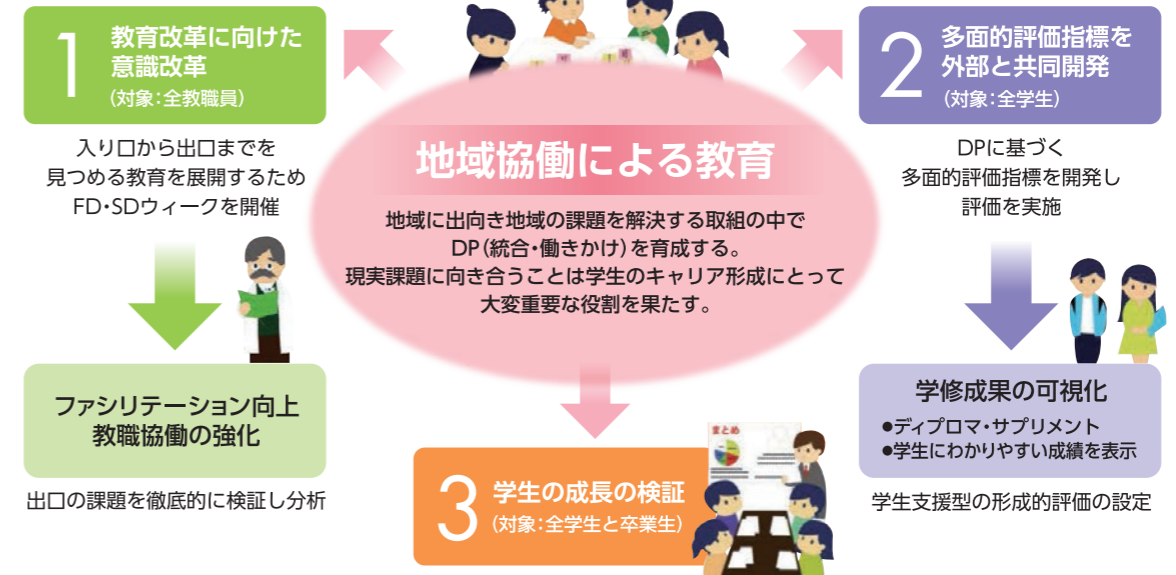 1
教育改革に向けた
意識改革
(対象:全教職員)
入り口から出口までを
見つめる教育を展開するため
FD・SDウィークを開催
ファシリテーション向上
教職協働の強化
出口の課題を徹底的に検証し分析
地域協働による教育
地域に出向き地域の課題を解決する取組の中で
DP(統合・働きかけ)を育成する。
現実課題に向き合うことは学生のキャリア形成にとって
大変重要な役割を果たす。
2
多面的評価指標を
外部と共同開発
(対象:全学生)
DPに基づく
多面的評価指標を開発し
評価を実施
学修成果の可視化
●ディプロマ・サプリメント
●学生にわかりやすい成績を表示
学生支援型の形成的評価の設定
3
学生の成長の検証
(対象:全学生と卒業生)
まとめ